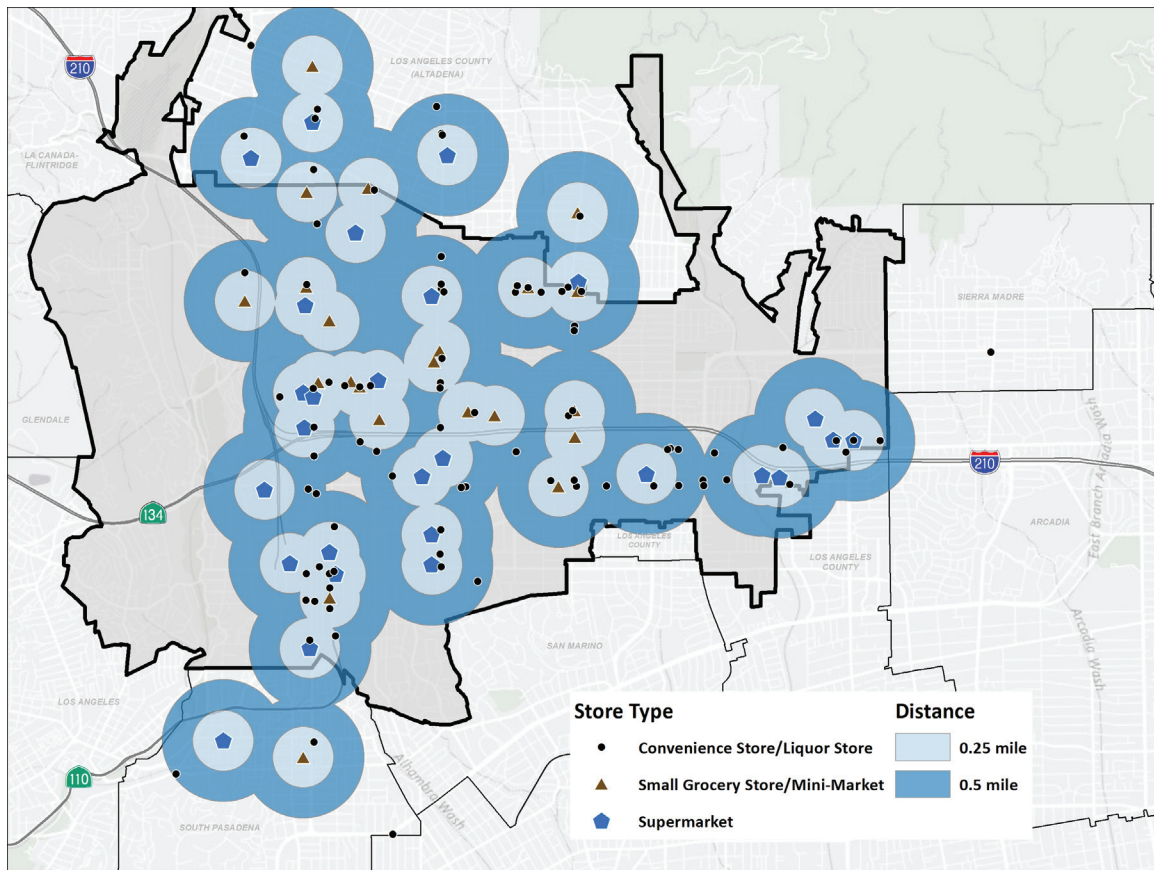 LOS ANGELES COUNTY
(ALTADENA)
210
LA CANADA-
FLINTRIDGE
SIERRA MADRE
GLENDALE
East Branch Arcadia Wash
210
134
ARCADIA
LOS ANGELES
COUNTY
LOS ANGELES
COUNTY
SAN MARINO
Arcadia Wash
LOS ANGELES
110
SOUTH PASADENA
Alhambra Wash
Store Type
Distance
Convenience Store/Liquor Store
0.25 mile
Small Grocery Store/Mini-Market
0.5 mile
Supermarket